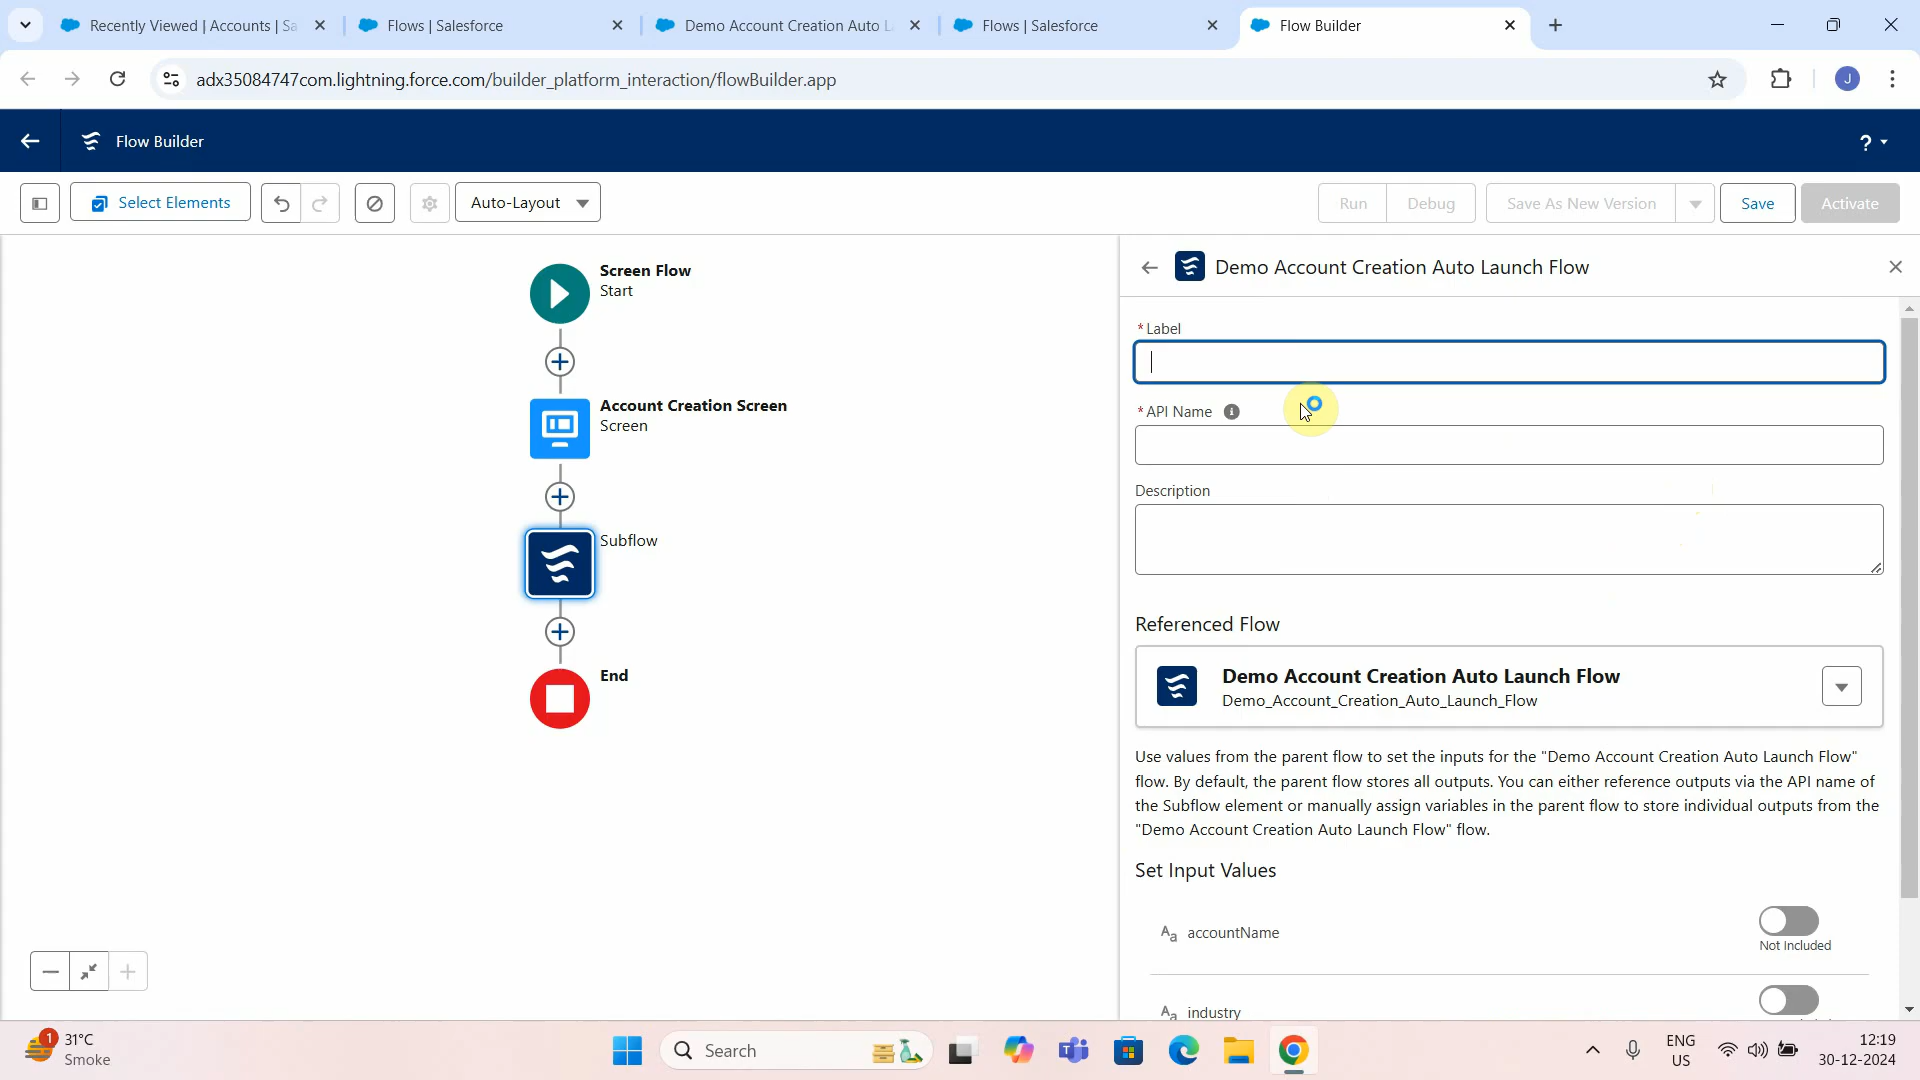 Recently Viewed | Accounts | Sa
Flows | Salesforce
Demo Account Creation Auto L
Flows | Salesforce
Flow Builder
adx35084747com.lightning.force.com/builder_platform_interaction/flowBuilder.app
J
Flow Builder
?
Select Elements
Auto-Layout
Run
Debug
Save As New Version
Save
Activate
Screen Flow
Start
Account Creation Screen
Screen
Subflow
End
Demo Account Creation Auto Launch Flow
* Label
* API Name
Description
Referenced Flow
Demo Account Creation Auto Launch Flow
Demo_Account_Creation_Auto_Launch_Flow
Use values from the parent flow to set the inputs for the "Demo Account Creation Auto Launch Flow"
flow. By default, the parent flow stores all outputs. You can either reference outputs via the API name of
the Subflow element or manually assign variables in the parent flow to store individual outputs from the
"Demo Account Creation Auto Launch Flow" flow.
Set Input Values
Aa accountName
Not Included
Aa industry
1
31°C
Smoke
Search
ENG
US
12:19
30-12-2024